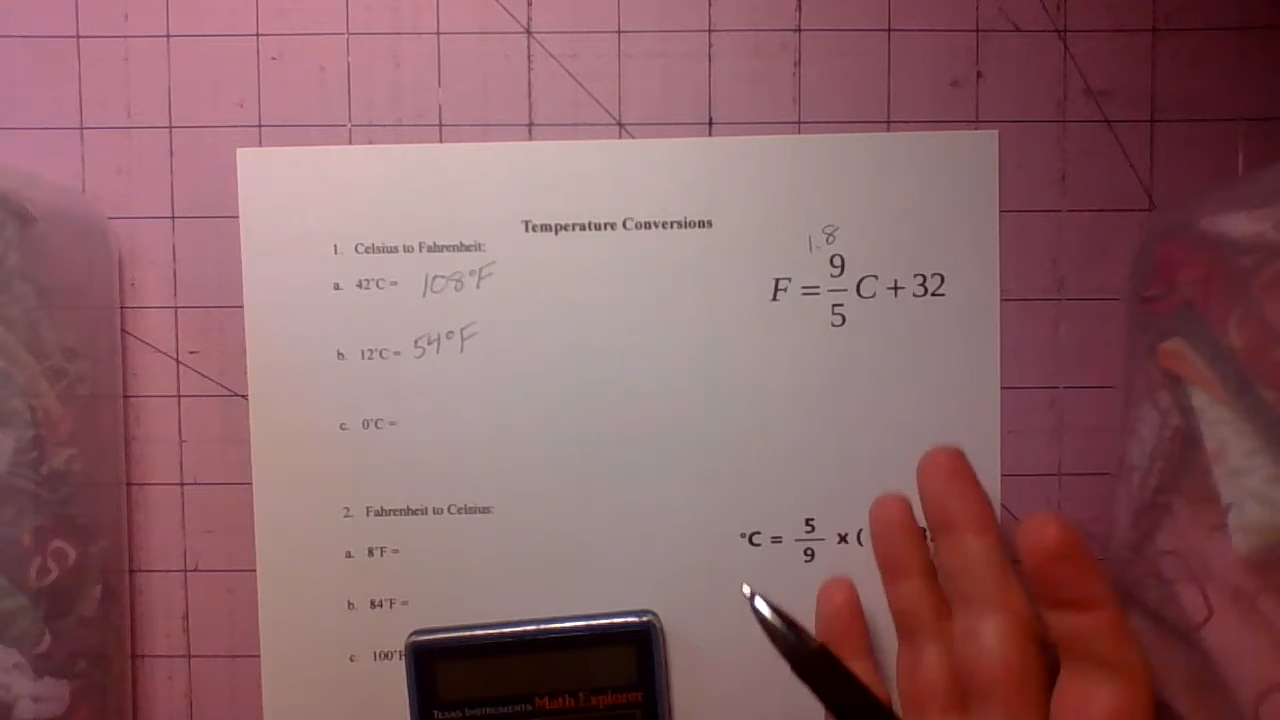 Temperature Conversions
1. Celsius to Fahrenheit:
1.8
a. 42°C = 108°F
F = 9/5 C + 32
b. 12°C = 54°F
c. 0°C =
2. Fahrenheit to Celsius:
°C = 5/9 x (
a. 8°F =
b. 84°F =
c. 100°F
TEXAS INSTRUMENTS Math Explorer